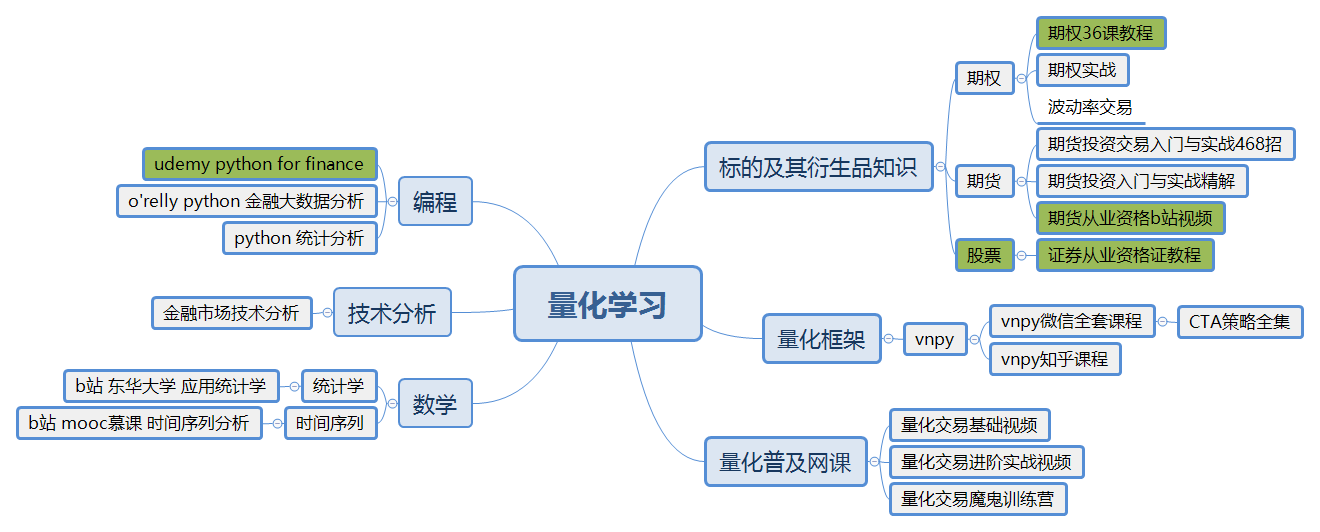 量化学习
标的及其衍生品知识
期权
期权36课教程
期权实战
波动率交易
期货
期货投资交易入门与实战468招
期货投资入门与实战精解
期货从业资格b站视频
股票
证券从业资格证教程
量化框架
vnpy
vnpy微信全套课程
CTA策略全集
vnpy知乎课程
量化普及网课
量化交易基础视频
量化交易进阶实战视频
量化交易魔鬼训练营
编程
udemy python for finance
o'relly python 金融大数据分析
python 统计分析
技术分析
金融市场技术分析
数学
统计学
b站 东华大学 应用统计学
时间序列
b站 mooc慕课 时间序列分析